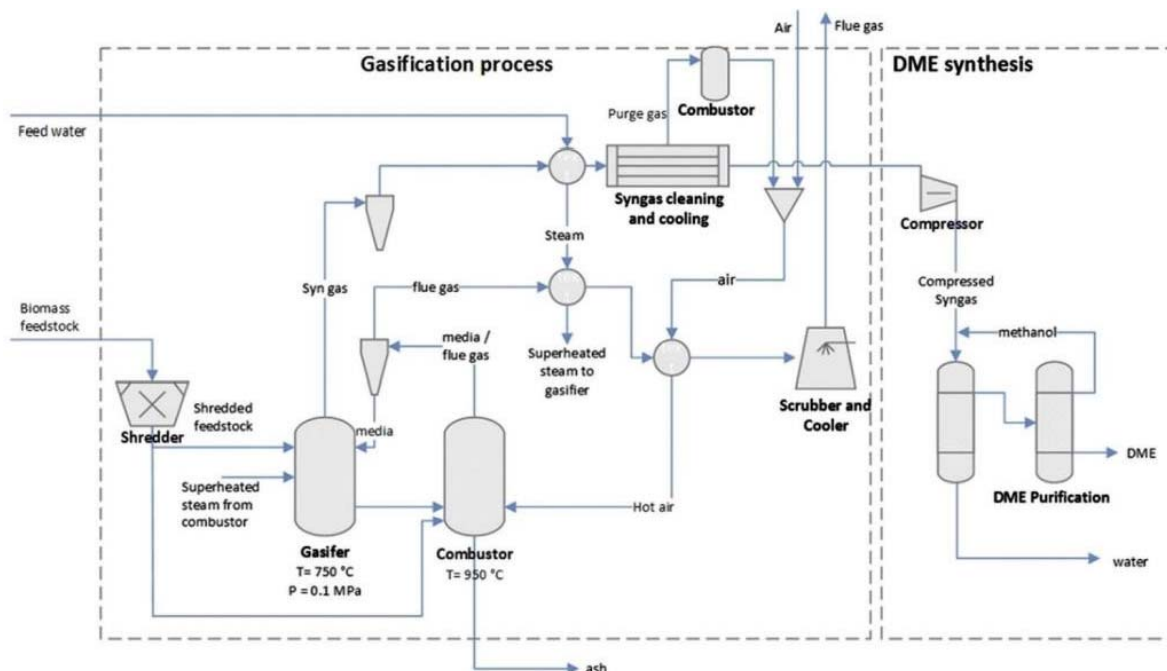 Air
Flue gas
Gasification process
DME synthesis
Combustor
Purge gas
Feed water
Syngas cleaning
and cooling
Compressor
Steam
Syn gas
flue gas
air
Compressed
Syngas
Biomass
feedstock
media /
flue gas
methanol
Superheated
steam to
gasifier
Shredded
feedstock
Shredder
media
Scrubber and
Cooler
DME
Superheated
steam from
combustor
DME Purification
Hot air
Gasifer
T= 750 °C
P = 0.1 MPa
Combustor
T= 950 °C
water
ash